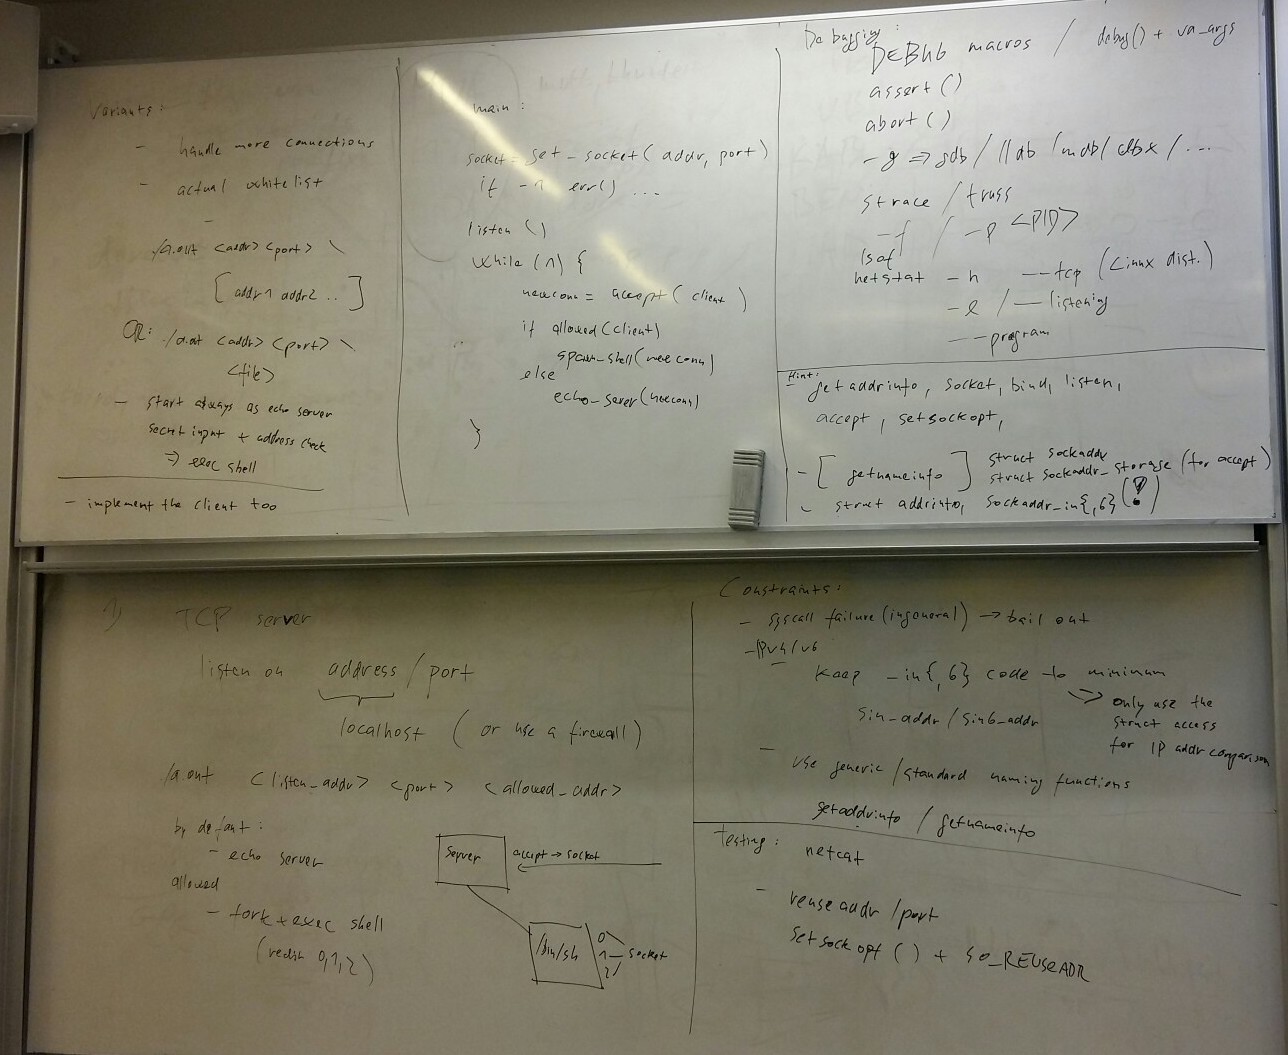 Variants:
- handle more connections
- actual whitelist
-
./a.out <addr> <port> \
[addr1 addr2 ..]
OR: ./a.out <addr> <port> \
<file>
- start always as echo server
secret input + address check
=> exec shell
- implement the client too
main:
socket = get_socket(addr, port)
if -1 err() ...
listen()
while (1) {
newconn = accept(client)
if allowed(client)
spawn_shell(newconn)
else
echo_server(newconn)
}
Debugging:
DEBUG macros / debug() + va_args
assert()
abort()
-g => gdb / lldb / mdb / dbx / ...
strace / truss
-f / -p <PID>
lsof
netstat -n --tcp (Linux dist.)
-l / --listening
--program
Hint:
- getaddrinfo, socket, bind, listen,
accept, setsockopt,
- [getnameinfo] struct sockaddr
struct sockaddr_storage (for accept)
- struct addrinfo, sockaddr_in{,6} (!)
1) TCP server
listen on address / port
localhost (or use a firewall)
./a.out <listen_addr> <port> <allowed_addr>
by default:
- echo server
allowed
- fork + exec shell
(redir 0,1,2)
server
accept → socket
/bin/sh
0
1 socket
2
Constraints:
- syscall failure (in general) → bail out
- IPv4/v6
keep _in{,6} code to minimum
=> only use the
struct access
for IP addr comparison
sin_addr / sin6_addr
- use generic / standard naming functions
getaddrinfo / getnameinfo
Testing: netcat
- reuse addr / port
setsockopt() + SO_REUSEADR